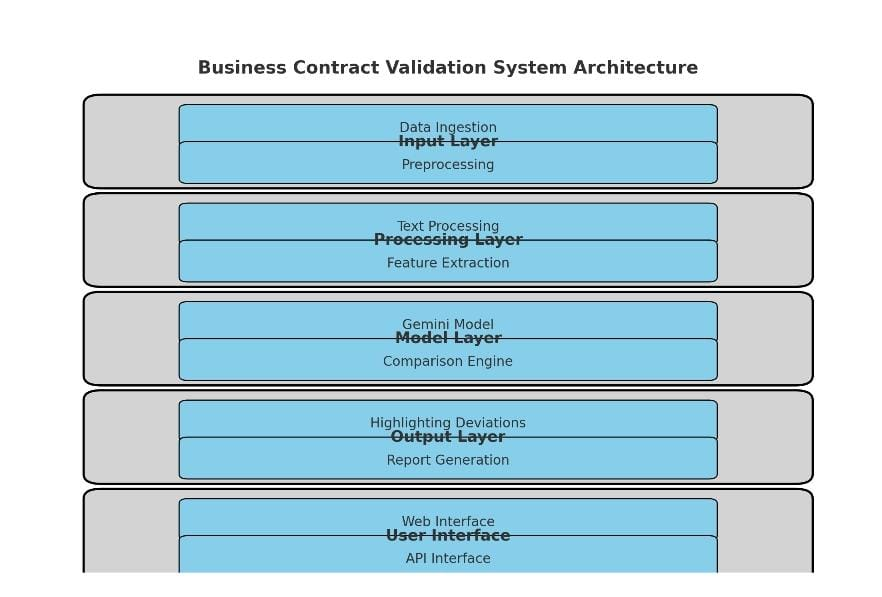 Business Contract Validation System Architecture
Data Ingestion
Input Layer
Preprocessing
Text Processing
Processing Layer
Feature Extraction
Gemini Model
Model Layer
Comparison Engine
Highlighting Deviations
Output Layer
Report Generation
Web Interface
User Interface
API Interface